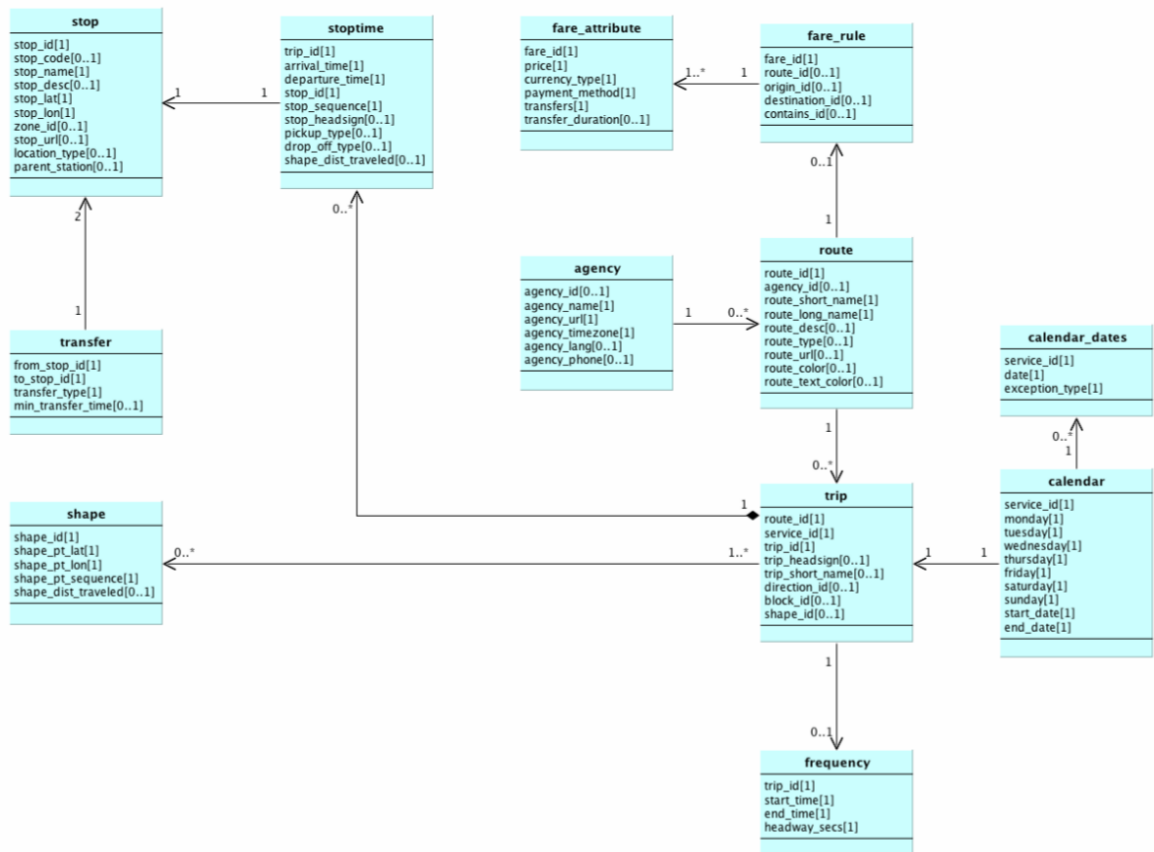 stop
stop_id[1]
stop_code[0..1]
stop_name[1]
stop_desc[0..1]
stop_lat[1]
stop_lon[1]
zone_id[0..1]
stop_url[0..1]
location_type[0..1]
parent_station[0..1]
1
1
stoptime
trip_id[1]
arrival_time[1]
departure_time[1]
stop_id[1]
stop_sequence[1]
stop_headsign[0..1]
pickup_type[0..1]
drop_off_type[0..1]
shape_dist_traveled[0..1]
fare_attribute
fare_id[1]
price[1]
currency_type[1]
payment_method[1]
transfers[1]
transfer_duration[0..1]
1..*
1
fare_rule
fare_id[1]
route_id[0..1]
origin_id[0..1]
destination_id[0..1]
contains_id[0..1]
2
1
0..*
0..1
1
transfer
from_stop_id[1]
to_stop_id[1]
transfer_type[1]
min_transfer_time[0..1]
agency
agency_id[0..1]
agency_name[1]
agency_url[1]
agency_timezone[1]
agency_lang[0..1]
agency_phone[0..1]
1
0..*
route
route_id[1]
agency_id[0..1]
route_short_name[1]
route_long_name[1]
route_desc[0..1]
route_type[0..1]
route_url[0..1]
route_color[0..1]
route_text_color[0..1]
calendar_dates
service_id[1]
date[1]
exception_type[1]
1
0..*
0..*
1
shape
shape_id[1]
shape_pt_lat[1]
shape_pt_lon[1]
shape_pt_sequence[1]
shape_dist_traveled[0..1]
0..*
1..*
1
trip
route_id[1]
service_id[1]
trip_id[1]
trip_headsign[0..1]
trip_short_name[0..1]
direction_id[0..1]
block_id[0..1]
shape_id[0..1]
1
1
calendar
service_id[1]
monday[1]
tuesday[1]
wednesday[1]
thursday[1]
friday[1]
saturday[1]
sunday[1]
start_date[1]
end_date[1]
1
0..1
frequency
trip_id[1]
start_time[1]
end_time[1]
headway_secs[1]